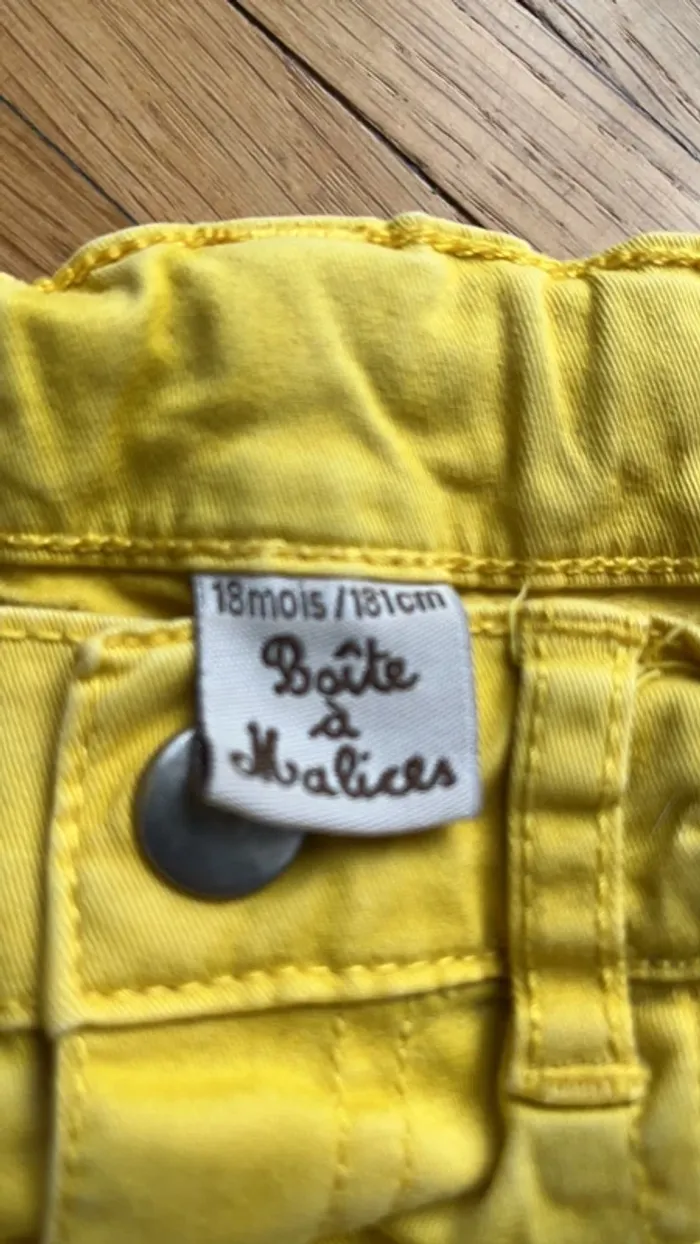 18mois/181cm
Boîte
à
Malices